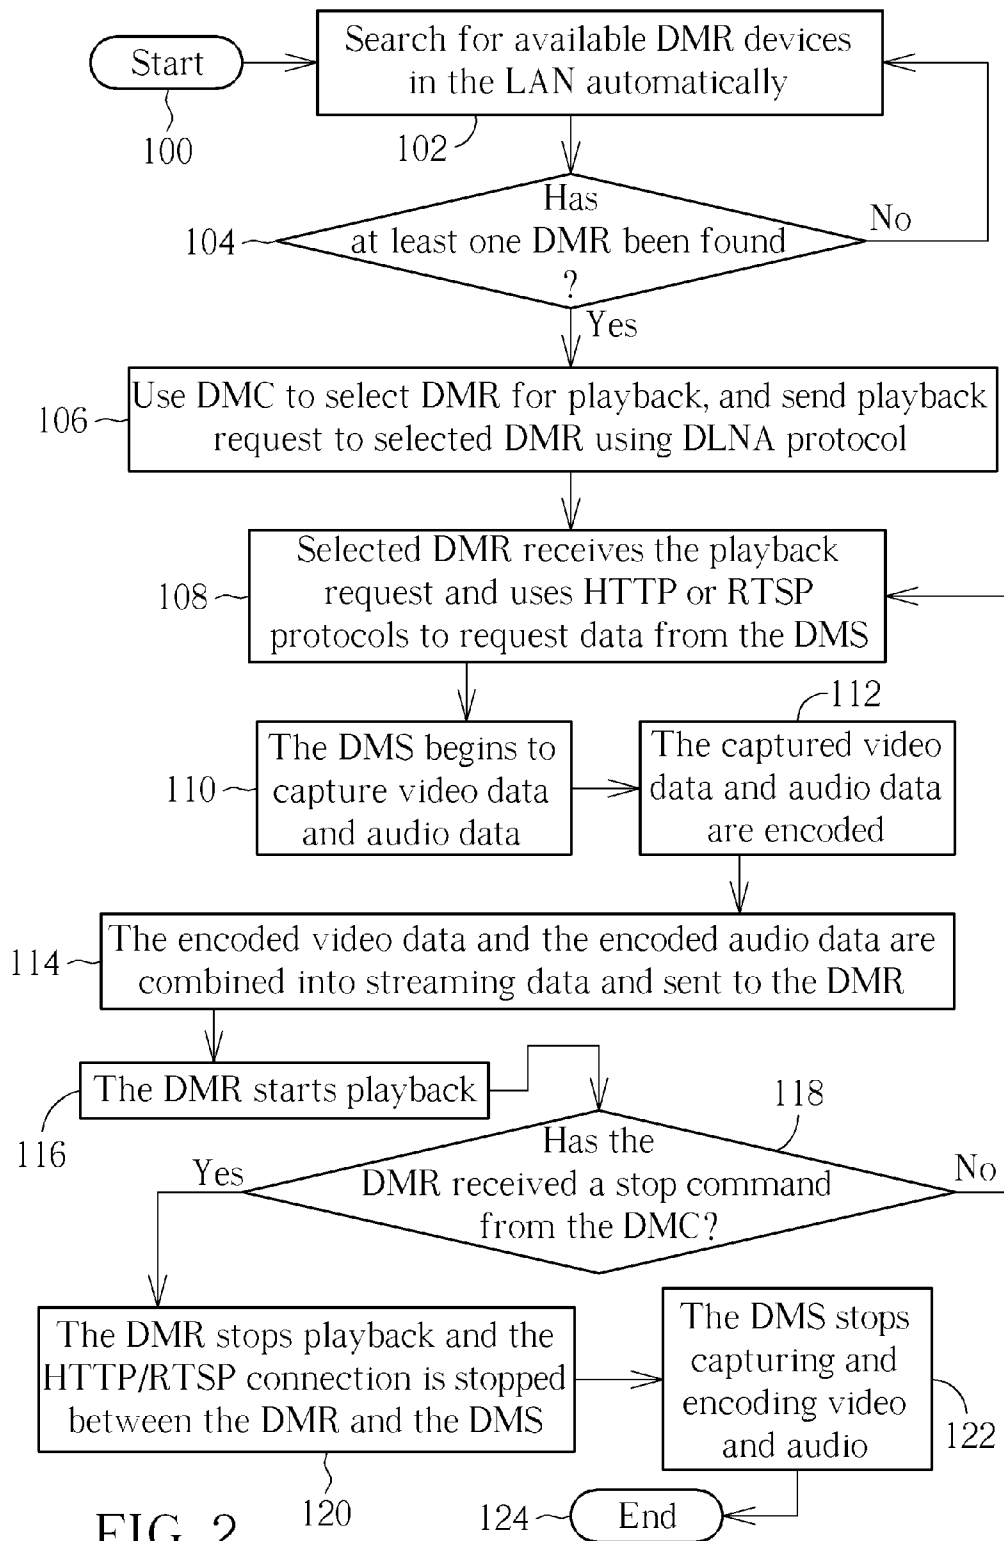 Start
100
Search for available DMR devices
in the LAN automatically
102
Has
at least one DMR been found
?
104
No
Yes
Use DMC to select DMR for playback, and send playback
request to selected DMR using DLNA protocol
106
Selected DMR receives the playback
request and uses HTTP or RTSP
protocols to request data from the DMS
108
112
The DMS begins to
capture video data
and audio data
110
The captured video
data and audio data
are encoded
The encoded video data and the encoded audio data are
combined into streaming data and sent to the DMR
114
The DMR starts playback
116
118
Has the
DMR received a stop command
from the DMC?
Yes
No
The DMR stops playback and the
HTTP/RTSP connection is stopped
between the DMR and the DMS
120
The DMS stops
capturing and
encoding video
and audio
122
124
End
FIG. 2